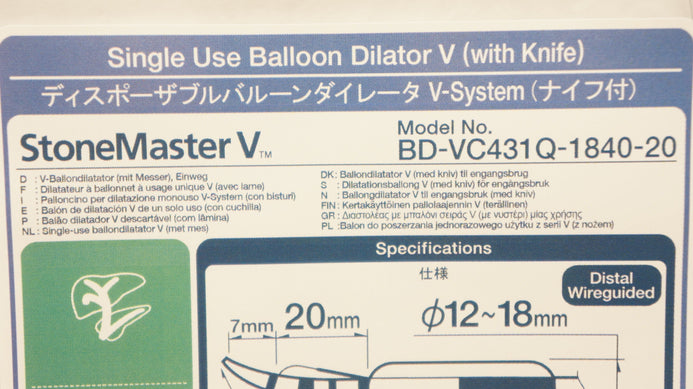 Single Use Balloon Dilator V (with Knife)
ディスポーザブルバルーンダイレータ V-System (ナイフ付)
StoneMaster V™
Model No.
BD-VC431Q-1840-20
D : V-Ballondilatator (mit Messer), Einweg
F : Dilatateur à ballonnet à usage unique V (avec lame)
I : Palloncino per dilatazione monouso V-System (con bisturi)
E : Balón de dilatación V de un solo uso (con cuchilla)
P : Balão dilatador V descartável (com lâmina)
NL : Single-use ballondilatator V (met mes)
DK : Ballondilatator V (med kniv) til engangsbrug
S : Dilatationsballong V (med kniv) för engångsbruk
N : Ballongdilatator V til engangsbruk (med kniv)
FIN : Kertakäyttöinen pallolaajennin V (terällinen)
GR : Διαστολέας με μπαλόνι σειράς V (με νυστέρι) μίας χρήσης
PL : Balon do poszerzania jednorazowego użytku z serii V (z nożem)
Specifications
仕様
Distal
Wireguided
7mm 20mm φ12~18mm